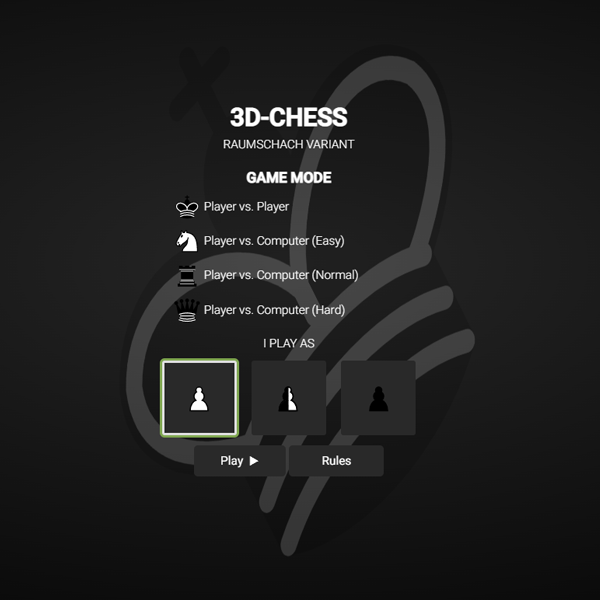 3D-CHESS
RAUMSCHACH VARIANT
GAME MODE
Player vs. Player
Player vs. Computer (Easy)
Player vs. Computer (Normal)
Player vs. Computer (Hard)
I PLAY AS
Play
Rules